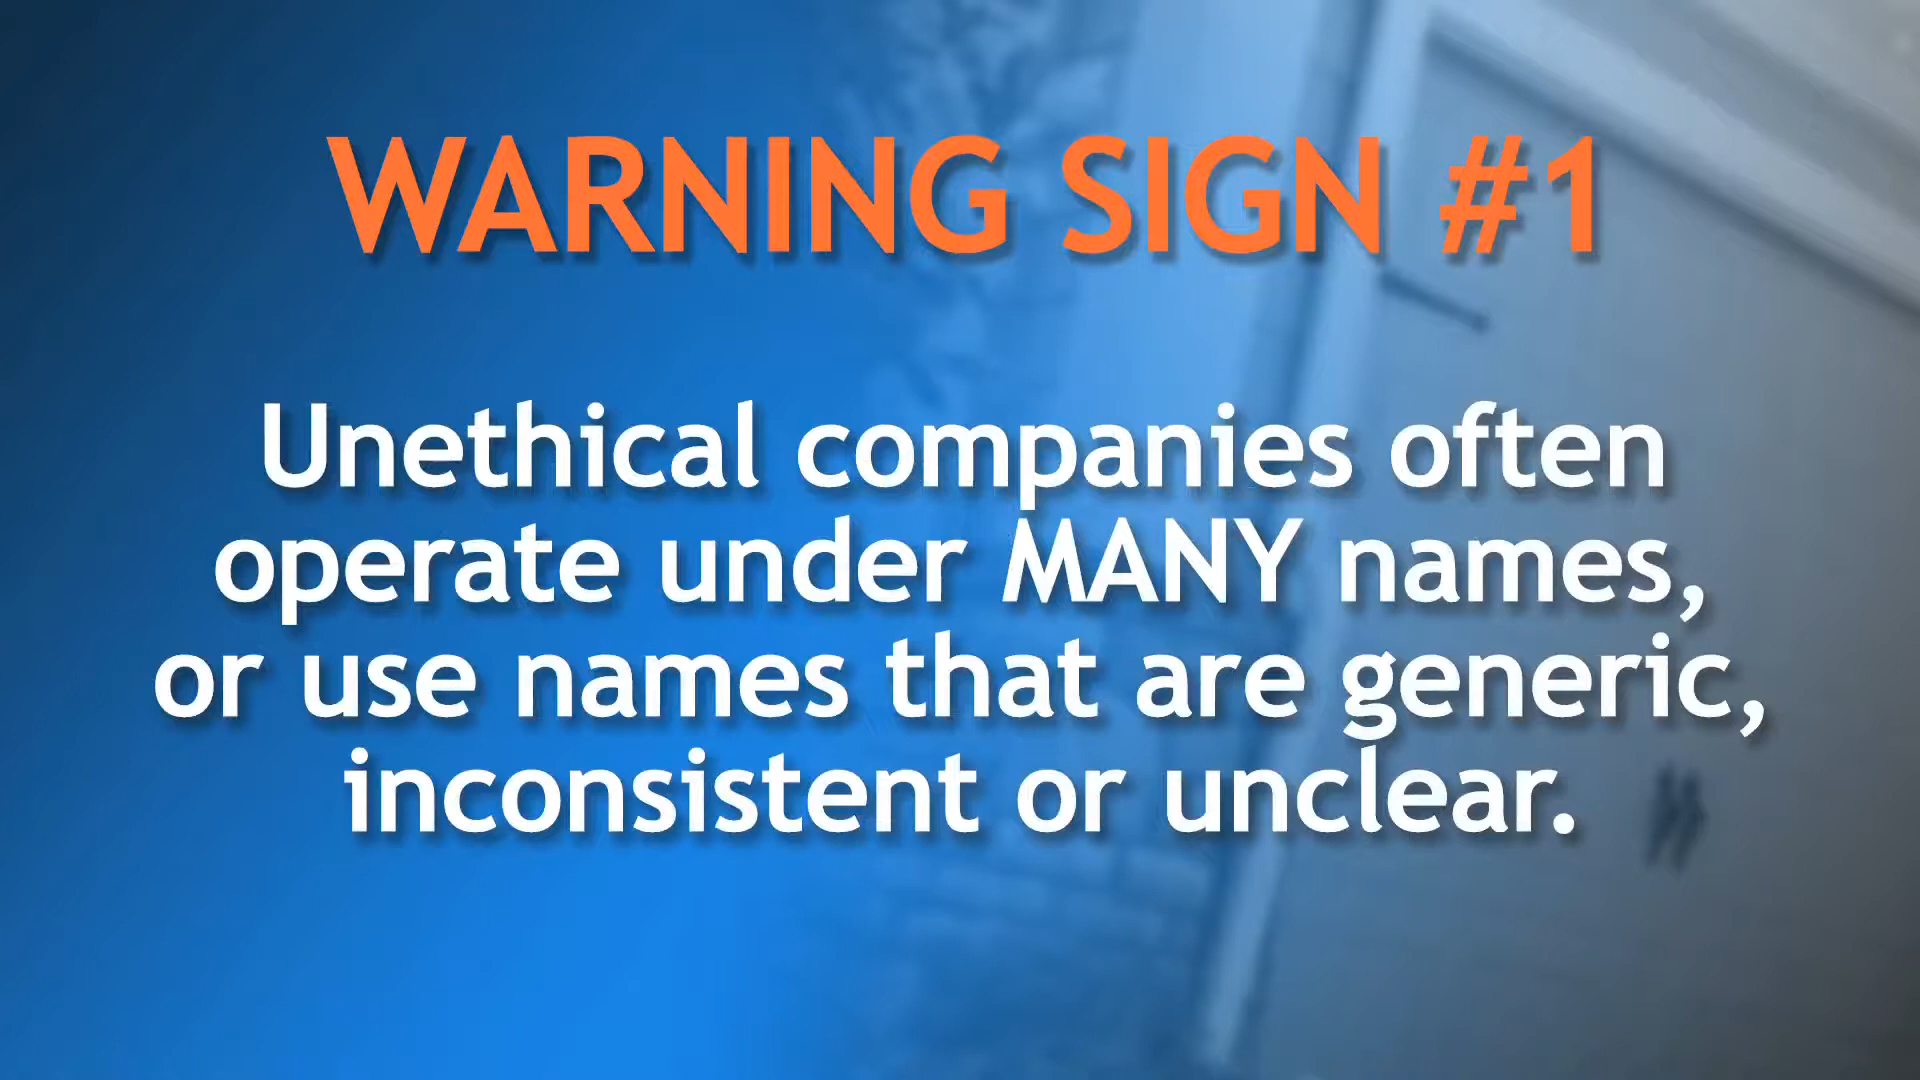 WARNING SIGN #1
Unethical companies often
operate under MANY names,
or use names that are generic,
inconsistent or unclear.